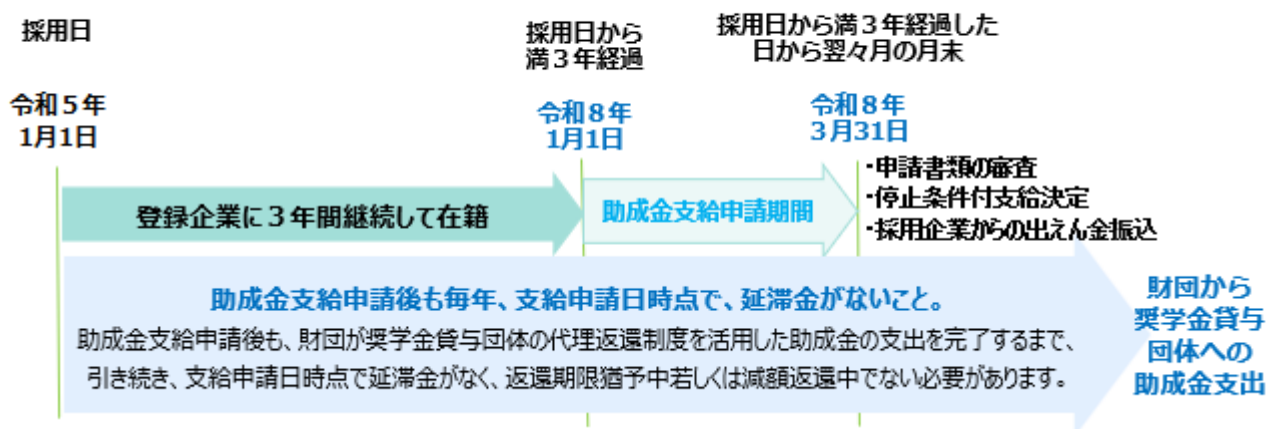 採用日
採用日から
満3年経過
採用日から満3年経過した
日から翌々月の月末
令和5年
1月1日
令和8年
1月1日
令和8年
3月31日
・申請書類の審査
・停止条件付支給決定
・採用企業からの出えん金振込
登録企業に3年間継続して在籍
助成金支給申請期間
助成金支給申請後も毎年、支給申請日時点で、延滞金がないこと。
助成金支給申請後も、財団が奨学金貸与団体の代理返還制度を活用した助成金の支出を完了するまで、
引き続き、支給申請日時点で延滞金がなく、返還期限猶予中若しくは減額返還中でない必要があります。
財団から
奨学金貸与
団体への
助成金支出